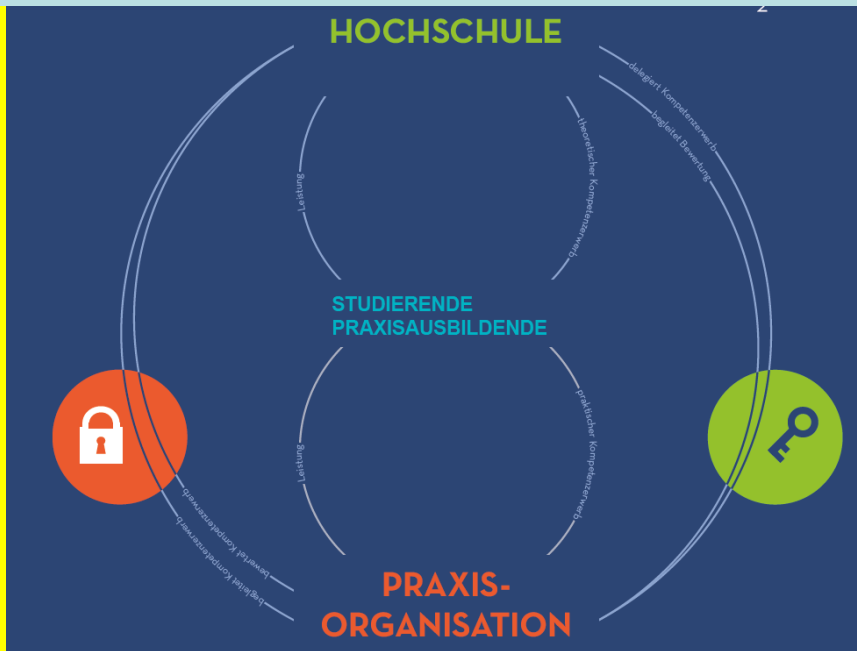 2
HOCHSCHULE
delegiert Kompetenzerwerb
begleitet Bewertung
theoretischer Kompetenzerwerb
Leistung
STUDIERENDE
PRAXISAUSBILDENDE
praktischer Kompetenzerwerb
Leistung
bewertet Kompetenzerwerb
begleitet Kompetenzerwerb
PRAXIS-
ORGANISATION